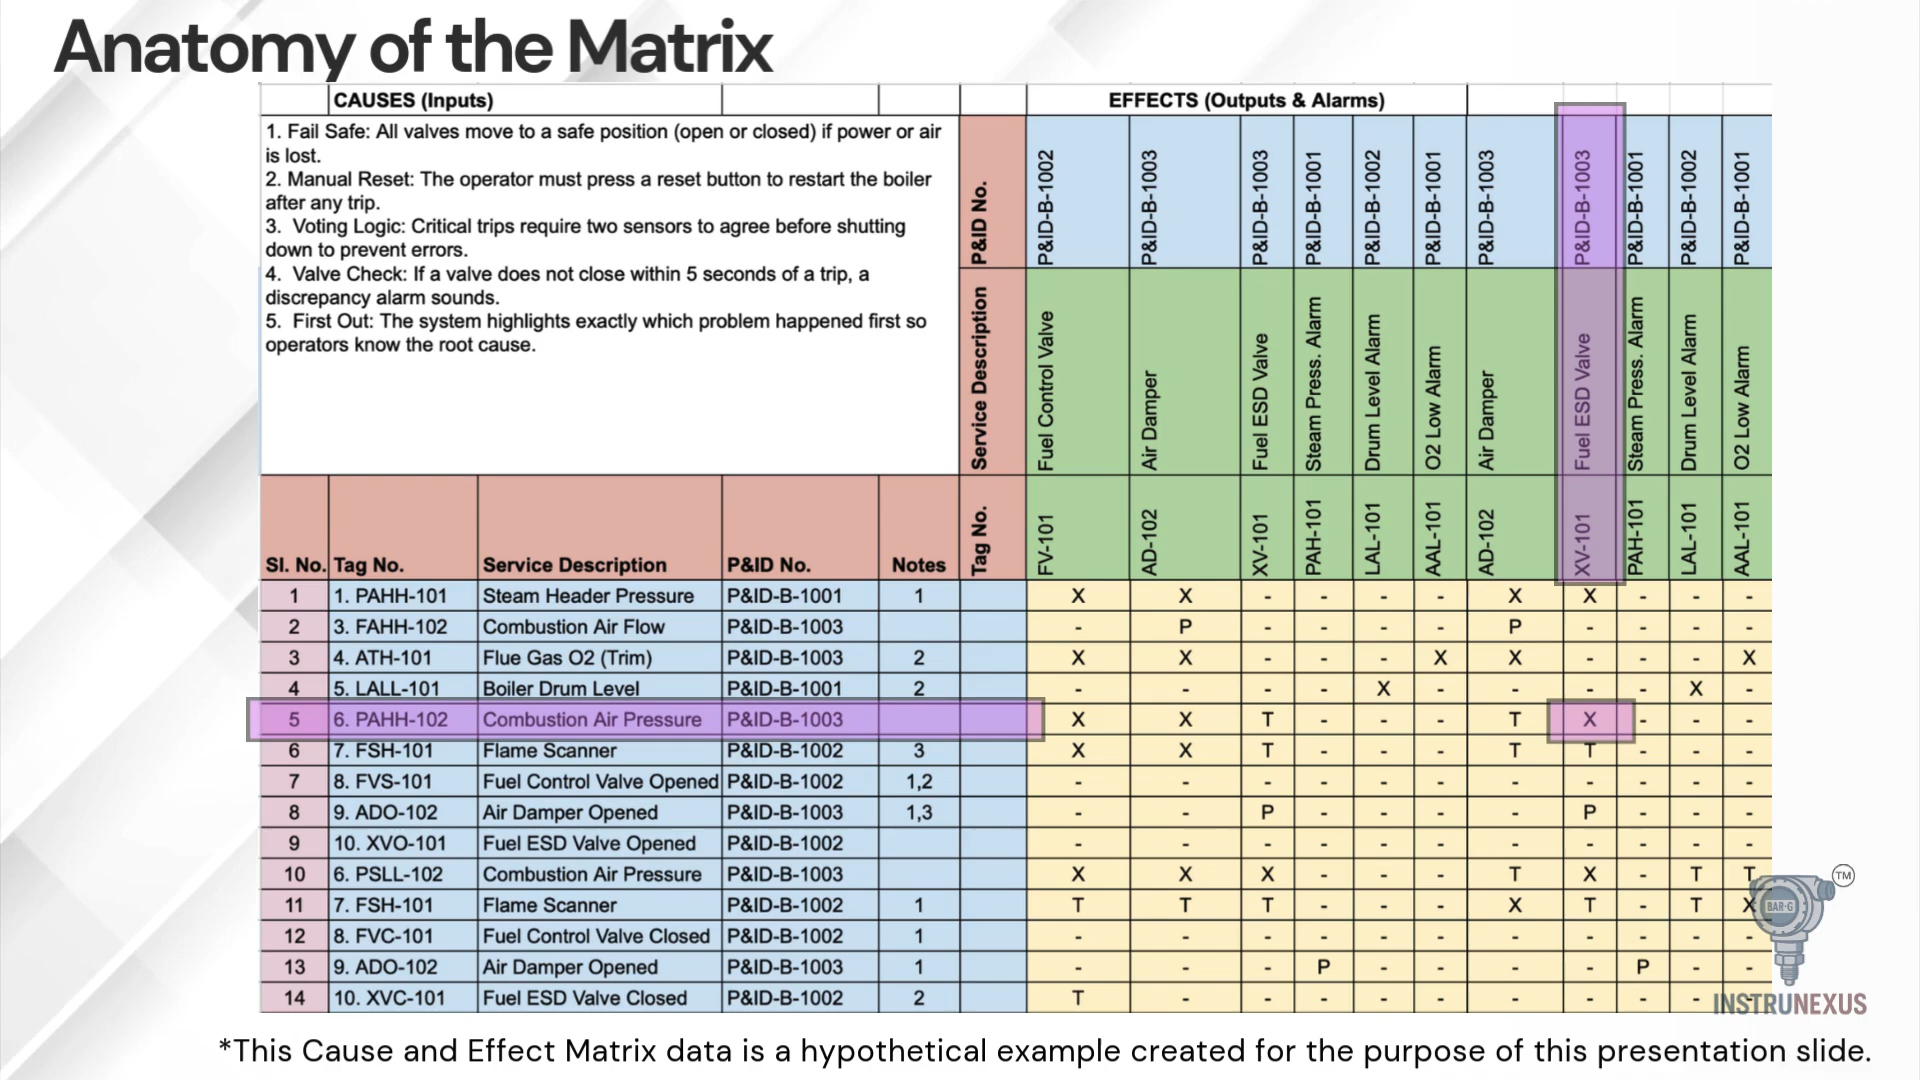 Anatomy of the Matrix
CAUSES (Inputs) EFFECTS (Outputs & Alarms)
1. Fail Safe: All valves move to a safe position (open or closed) if power or air
is lost.
2. Manual Reset: The operator must press a reset button to restart the boiler
after any trip.
3. Voting Logic: Critical trips require two sensors to agree before shutting
down to prevent errors.
4. Valve Check: If a valve does not close within 5 seconds of a trip, a
discrepancy alarm sounds.
5. First Out: The system highlights exactly which problem happened first so
operators know the root cause.
P&ID No. P&ID-B-1002 P&ID-B-1003 P&ID-B-1003 P&ID-B-1001 P&ID-B-1002 P&ID-B-1001 P&ID-B-1003 P&ID-B-1003 P&ID-B-1001 P&ID-B-1002 P&ID-B-1001
Service Description Fuel Control Valve Air Damper Fuel ESD Valve Steam Press. Alarm Drum Level Alarm O2 Low Alarm Air Damper Fuel ESD Valve Steam Press. Alarm Drum Level Alarm O2 Low Alarm
Sl. No. Tag No. Service Description P&ID No. Notes Tag No. FV-101 AD-102 XV-101 PAH-101 LAL-101 AAL-101 AD-102 XV-101 PAH-101 LAL-101 AAL-101
1 1. PAHH-101 Steam Header Pressure P&ID-B-1001 1 X X - - - - X X - - -
2 3. FAHH-102 Combustion Air Flow P&ID-B-1003 - P - - - - P - - - -
3 4. ATH-101 Flue Gas O2 (Trim) P&ID-B-1003 2 X X - - - X X - - - X
4 5. LALL-101 Boiler Drum Level P&ID-B-1001 2 - - - - X - - - - X -
5 6. PAHH-102 Combustion Air Pressure P&ID-B-1003 X X T - - - T X - - -
6 7. FSH-101 Flame Scanner P&ID-B-1002 3 X X T - - - T T - - -
7 8. FVS-101 Fuel Control Valve Opened P&ID-B-1002 1,2 - - - - - - - - - - -
8 9. ADO-102 Air Damper Opened P&ID-B-1003 1,3 - - P - - - - P - - -
9 10. XVO-101 Fuel ESD Valve Opened P&ID-B-1002 - - - - - - - - - - -
10 6. PSLL-102 Combustion Air Pressure P&ID-B-1003 X X X - - - T X - T T
11 7. FSH-101 Flame Scanner P&ID-B-1002 1 T T T - - - X T - T X
12 8. FVC-101 Fuel Control Valve Closed P&ID-B-1002 1 - - - - - - - - - - -
13 9. ADO-102 Air Damper Opened P&ID-B-1003 1 - - - P - - - - P - -
14 10. XVC-101 Fuel ESD Valve Closed P&ID-B-1002 2 T - - - - - - - - - -
TM
BAR-G
INSTRUNEXUS
*This Cause and Effect Matrix data is a hypothetical example created for the purpose of this presentation slide.